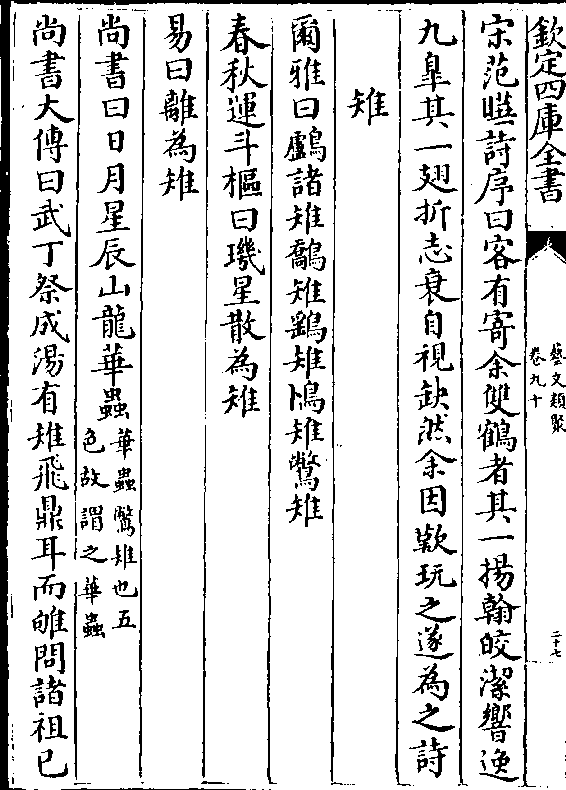 欽定四庫全書
藝文類聚
卷九十
二十七
宋范曅詩序曰客有寄余雙鶴者其一揚翰皎潔響逸
九臯其一翅折志衰自視缺然余因歎玩之遂為之詩
雉
爾雅曰鸕諸雉鷮雉鷂雉鳪雉鷩雉
春秋運斗樞曰璣星散為雉
易曰離為雉
尚書曰日月星辰山龍華蟲
華蟲鷩雉也五
色故謂之華蟲
尚書大傳曰武丁祭成湯有雉飛鼎耳而雊問諸祖已